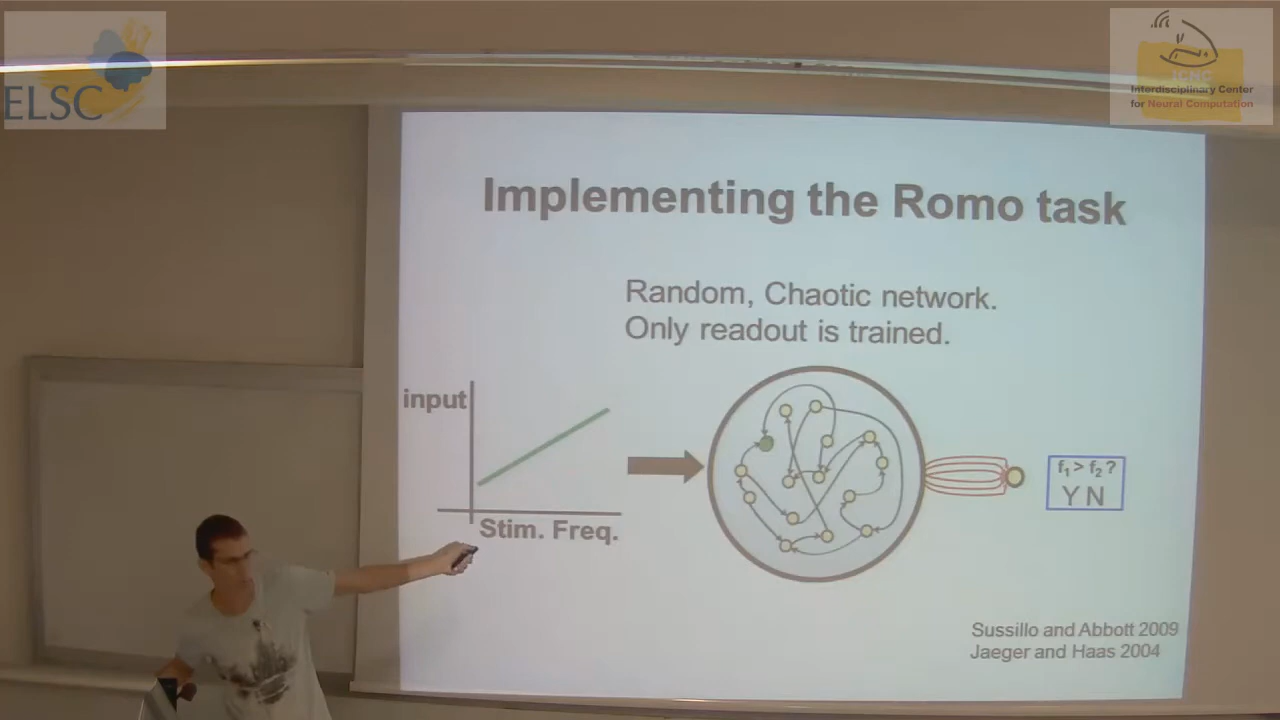 ELSC
ICNC
Interdisciplinary Center
for Neural Computation
Implementing the Romo task
Random, Chaotic network.
Only readout is trained.
input
Stim. Freq.
f₁ > f₂ ?
Y N
Sussillo and Abbott 2009
Jaeger and Haas 2004